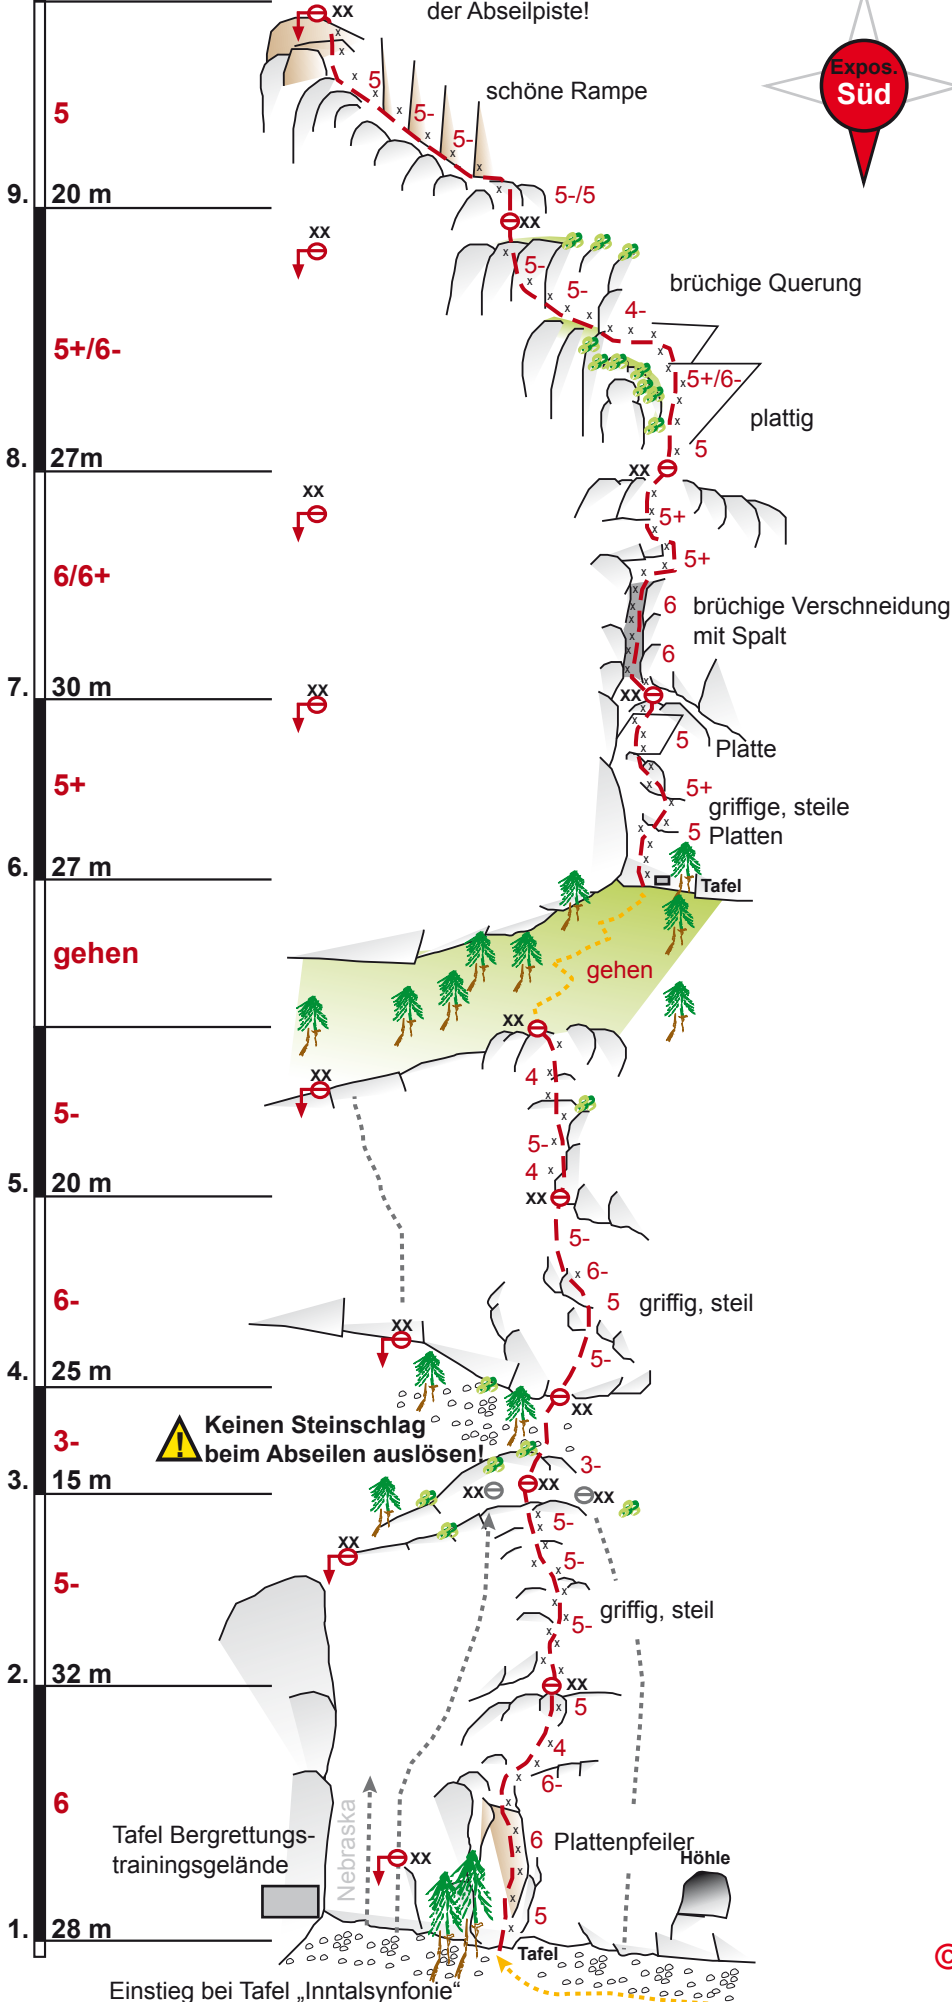 der Abseilpiste!
xx
Expos.
Süd
5
schöne Rampe
5
5-
5-
9. 20 m
5-/5
xx
xx
5-
brüchige Querung
5-
4-
5+/6-
5+/6-
plattig
5
8. 27m
xx
xx
5+
5+
6/6+
6
brüchige Verschneidung
mit Spalt
6
7. 30 m
xx
xx
5
Platte
5+
5+
griffige, steile
Platten
5
6. 27 m
Tafel
gehen
gehen
xx
4
xx
5-
5-
4
5. 20 m
xx
5-
6-
6-
5
griffig, steil
xx
5-
4. 25 m
xx
Keinen Steinschlag
beim Abseilen auslösen!
!
3-
3-
3. 15 m
xx
xx
xx
5-
xx
5-
5-
griffig, steil
5-
2. 32 m
xx
5
4
6-
6
Nebraska
Tafel Bergrettungs-
trainingsgelände
6
Plattenpfeiler
Höhle
xx
5
1. 28 m
Tafel
©
Einstieg bei Tafel „Inntalsynfonie“